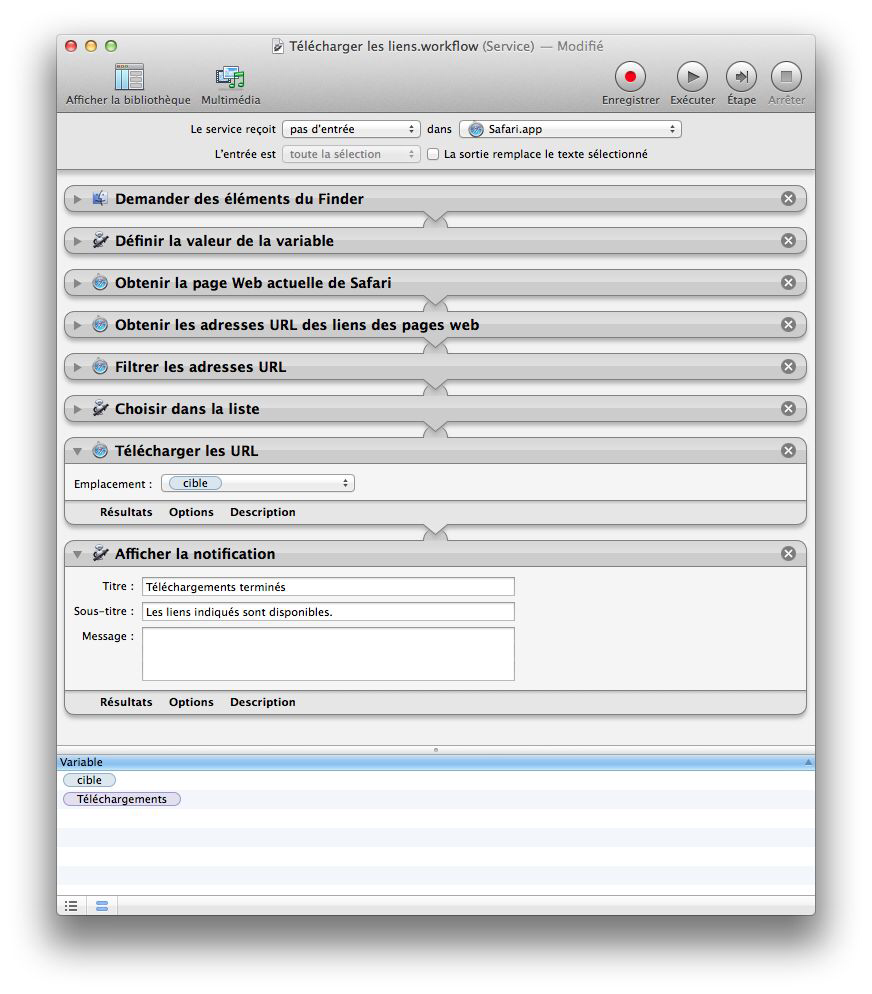 Télécharger les liens.workflow (Service) — Modifié
Afficher la bibliothèque Multimédia Enregistrer Exécuter Étape Arrêter
Le service reçoit pas d'entrée dans Safari.app
L'entrée est toute la sélection La sortie remplace le texte sélectionné
Demander des éléments du Finder
Définir la valeur de la variable
Obtenir la page Web actuelle de Safari
Obtenir les adresses URL des liens des pages web
Filtrer les adresses URL
Choisir dans la liste
Télécharger les URL
Emplacement : cible
Résultats Options Description
Afficher la notification
Titre : Téléchargements terminés
Sous-titre : Les liens indiqués sont disponibles.
Message :
Résultats Options Description
Variable
cible
Téléchargements